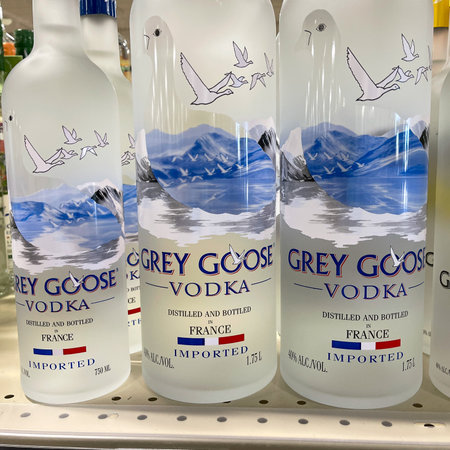 GREY GOOSE
VODKA
DISTILLED AND BOTTLED
IN
FRANCE
IMPORTED
750 ML
GREY GOOSE
VODKA
DISTILLED AND BOTTLED
IN
FRANCE
IMPORTED
40% ALC./VOL. 1.75 L
GREY GOOSE
VODKA
DISTILLED AND BOTTLED
IN
FRANCE
IMPORTED
40% ALC./VOL. 1.75 L